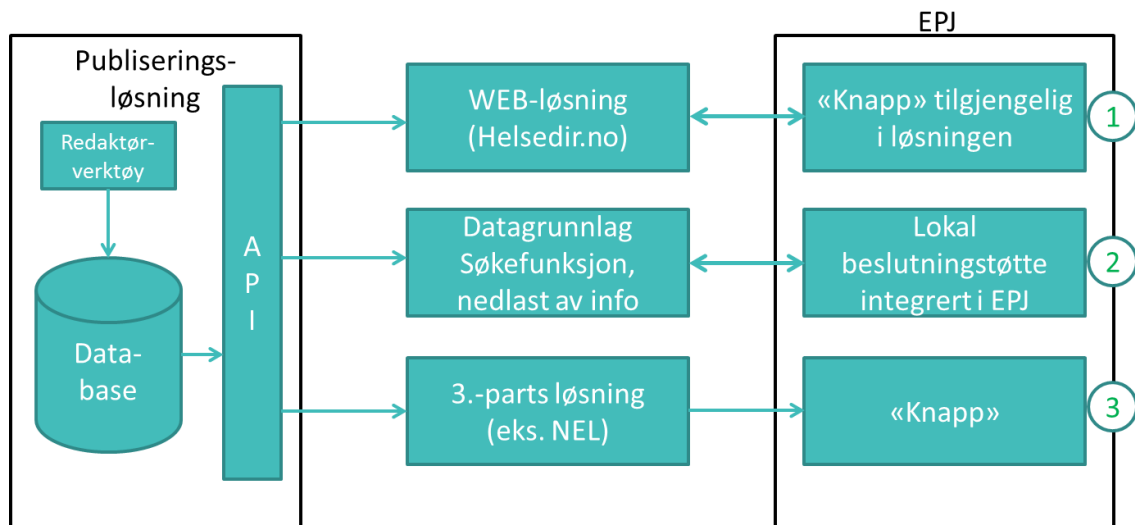 EPJ
Publiserings-
løsning
Redaktør-
verktøy
Data-
base
A
P
I
WEB-løsning
(Helsedir.no)
«Knapp» tilgjengelig
i løsningen
1
Datagrunnlag
Søkefunksjon,
nedlast av info
Lokal
beslutningstøtte
integrert i EPJ
2
3.-parts løsning
(eks. NEL)
«Knapp»
3